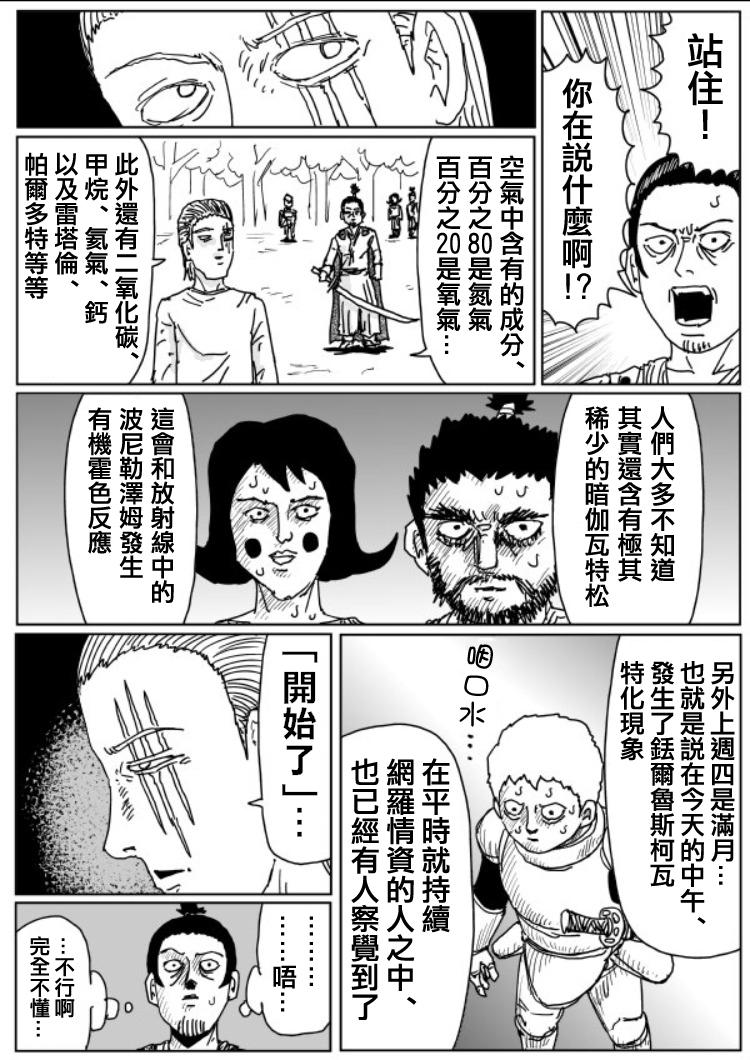 站住！
你在説什麼啊！？
空氣中含有的成分、
百分之80是氮氣
百分之20是氧氣…
此外還有二氧化碳、
甲烷、氦氣、鈣
以及雷塔倫、
帕爾多特等等
人們大多不知道
其實還含有極其
稀少的暗伽瓦特松
這會和放射線中的
波尼勒澤姆發生
有機霍色反應
另外上週四是滿月…
也就是説在今天的中午、
發生了鋐爾魯斯柯瓦
特化現象
咽口水…
在平時就持續
網羅情資的人之中、
也已經有人察覺到了
「開始了」…
………
……唔…
…不行啊
完全不懂…